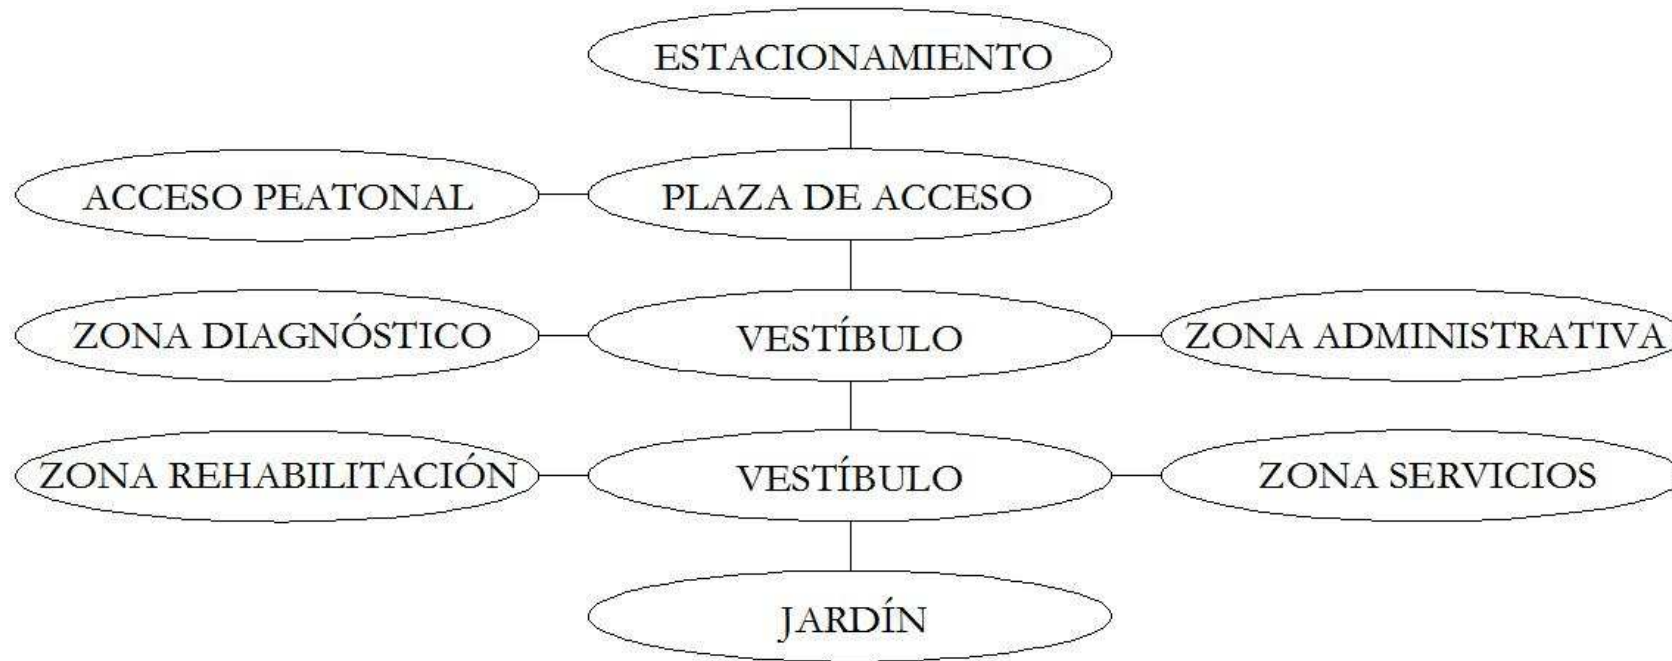 ESTACIONAMIENTO
ACCESO PEATONAL
PLAZA DE ACCESO
ZONA DIAGNÓSTICO
VESTÍBULO
ZONA ADMINISTRATIVA
ZONA REHABILITACIÓN
VESTÍBULO
ZONA SERVICIOS
JARDÍN